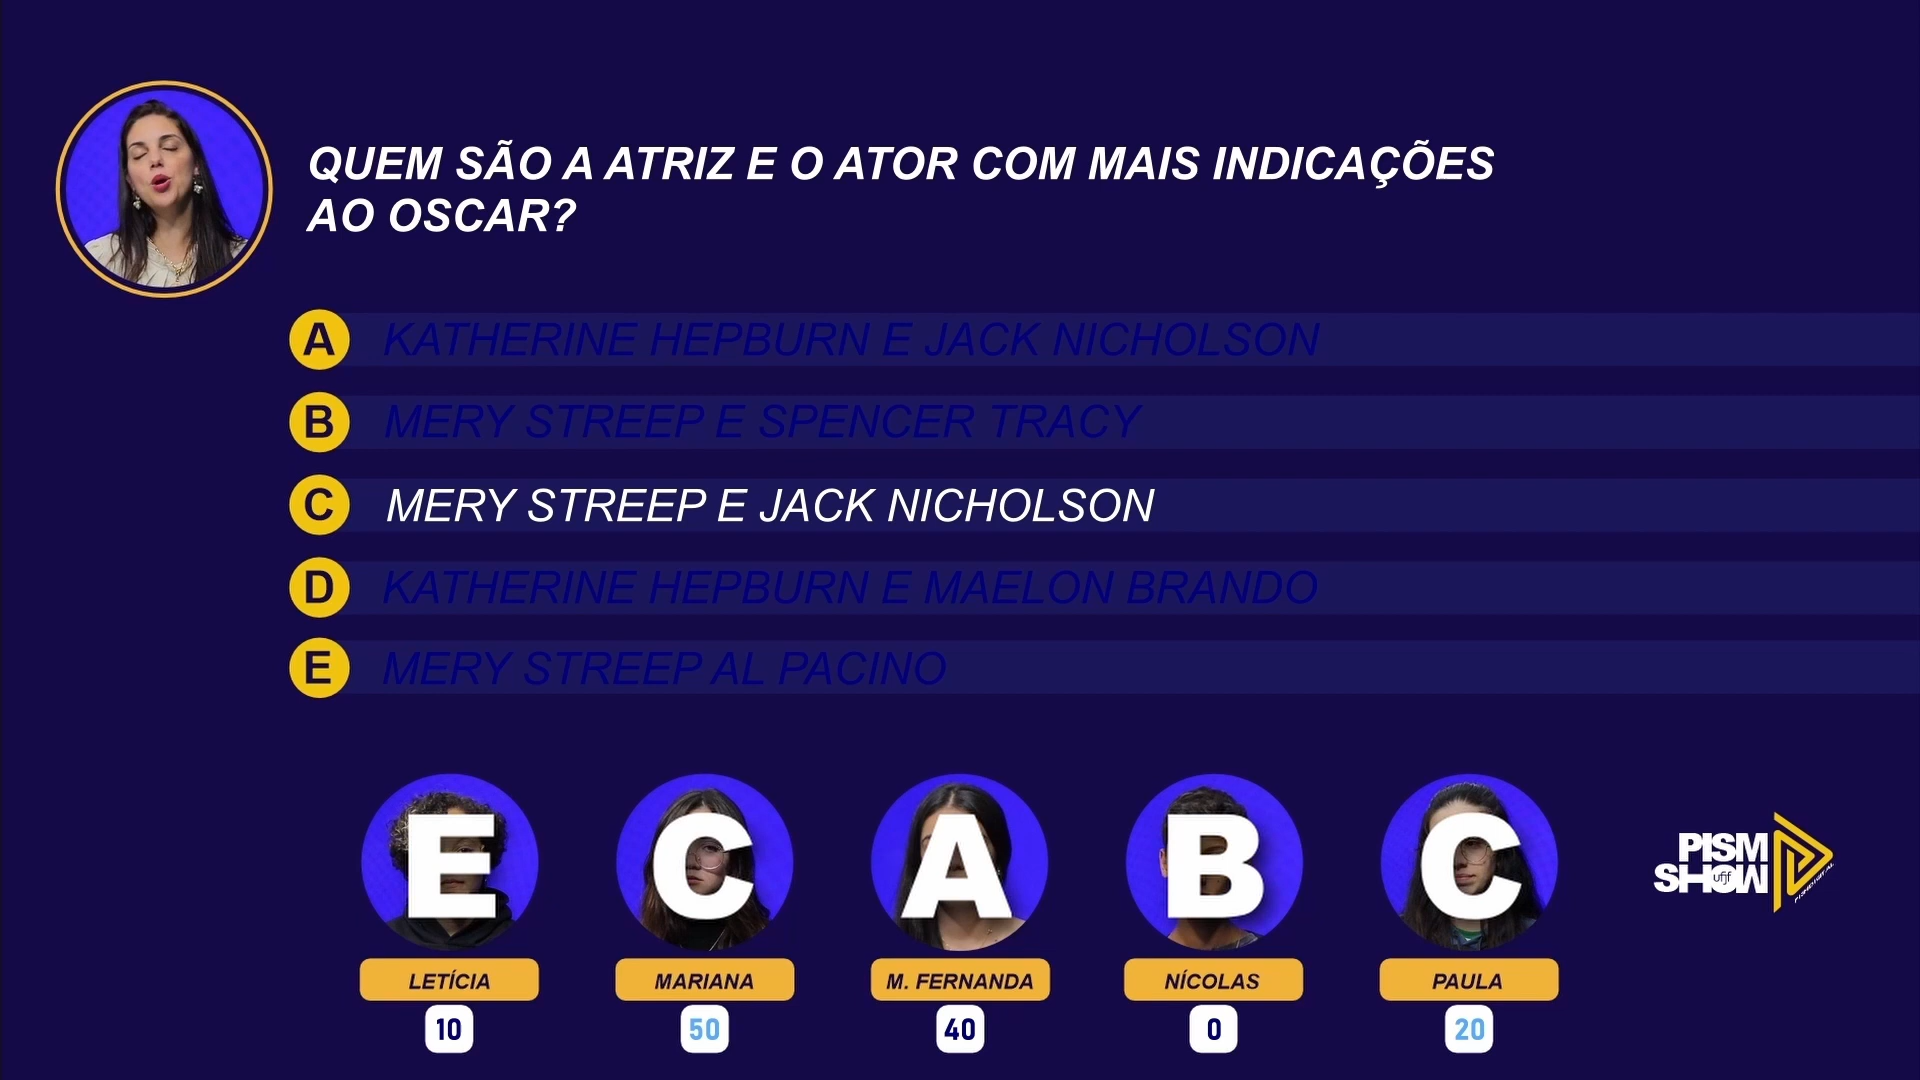 QUEM SÃO A ATRIZ E O ATOR COM MAIS INDICAÇÕES
AO OSCAR?
A KATHERINE HEPBURN E JACK NICHOLSON
B MERY STREEP E SPENCER TRACY
C MERY STREEP E JACK NICHOLSON
D KATHERINE HEPBURN E MAELON BRANDO
E MERY STREEP AL PACINO
E C A B C
PISM
SHOW
ufjf
LETÍCIA MARIANA M. FERNANDA NÍCOLAS PAULA
10 50 40 0 20